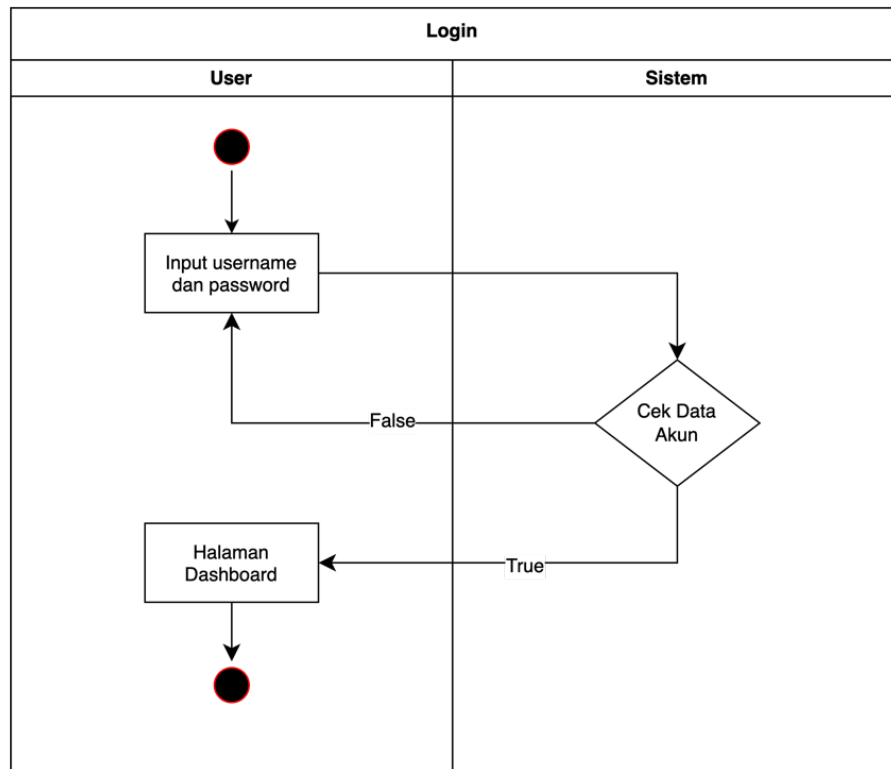 Login
User
Sistem
Input username
dan password
Cek Data
Akun
False
Halaman
Dashboard
True